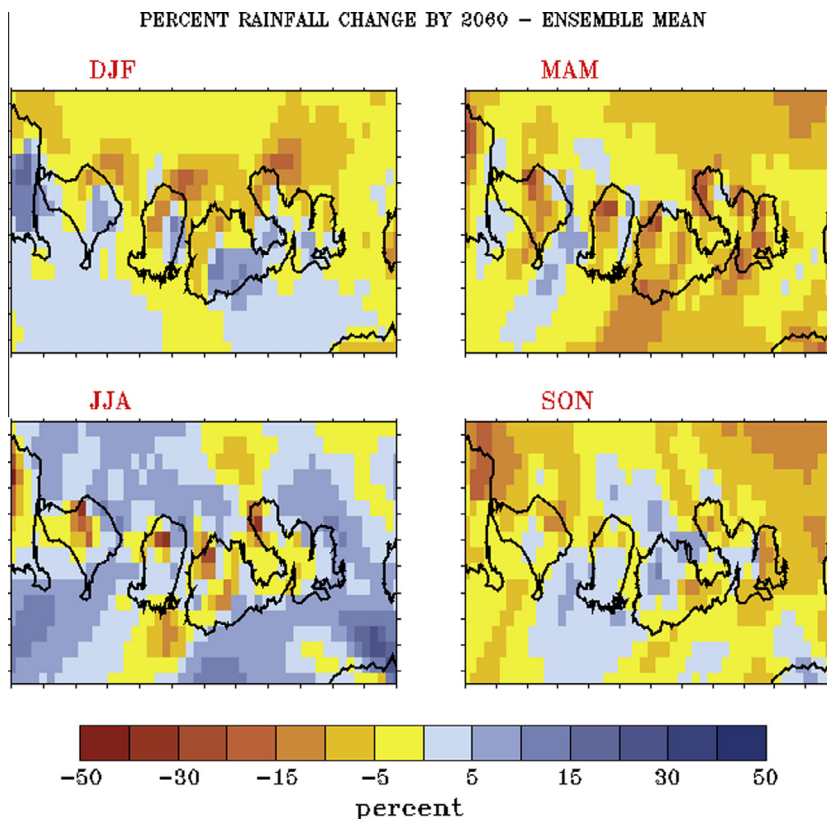 PERCENT RAINFALL CHANGE BY 2060 – ENSEMBLE MEAN
DJF
MAM
JJA
SON
-50 -30 -15 -5 5 15 30 50
percent